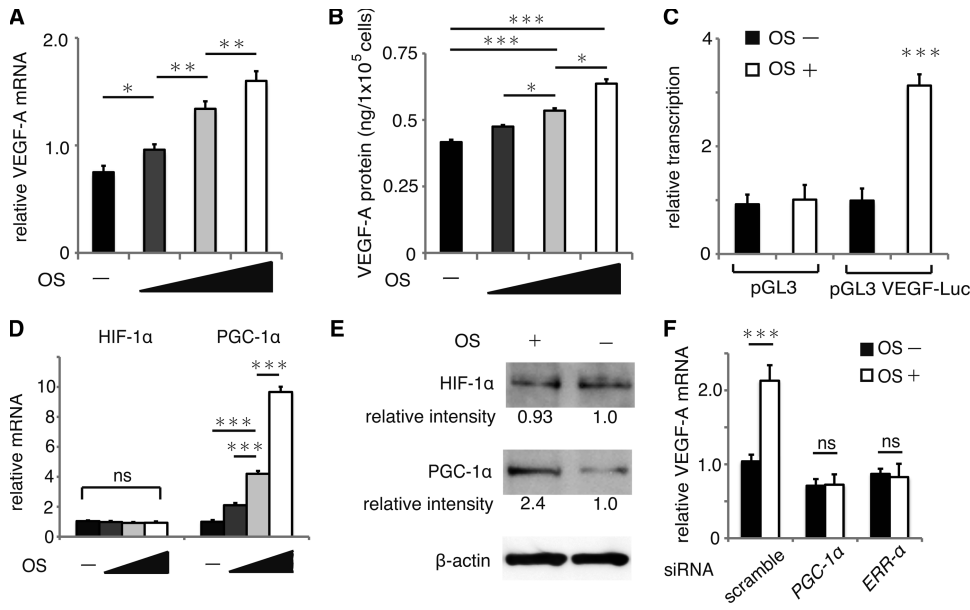 A
relative VEGF-A mRNA
2.0
1.0
0
*
**
**
OS
—
B
VEGF-A protein (ng/1x10⁵ cells)
0.75
0.5
0.25
0
***
***
*
*
OS
—
C
relative transcription
4
2
0
OS —
OS +
***
pGL3
pGL3 VEGF-Luc
D
HIF-1α PGC-1α
relative mRNA
10
8
6
4
2
0
ns
***
***
***
OS
— —
E
OS + —
HIF-1α
relative intensity 0.93 1.0
PGC-1α
relative intensity 2.4 1.0
β-actin
F
relative VEGF-A mRNA
2.0
1.0
0
OS —
OS +
***
ns
ns
siRNA
scramble
PGC-1α
ERR-α